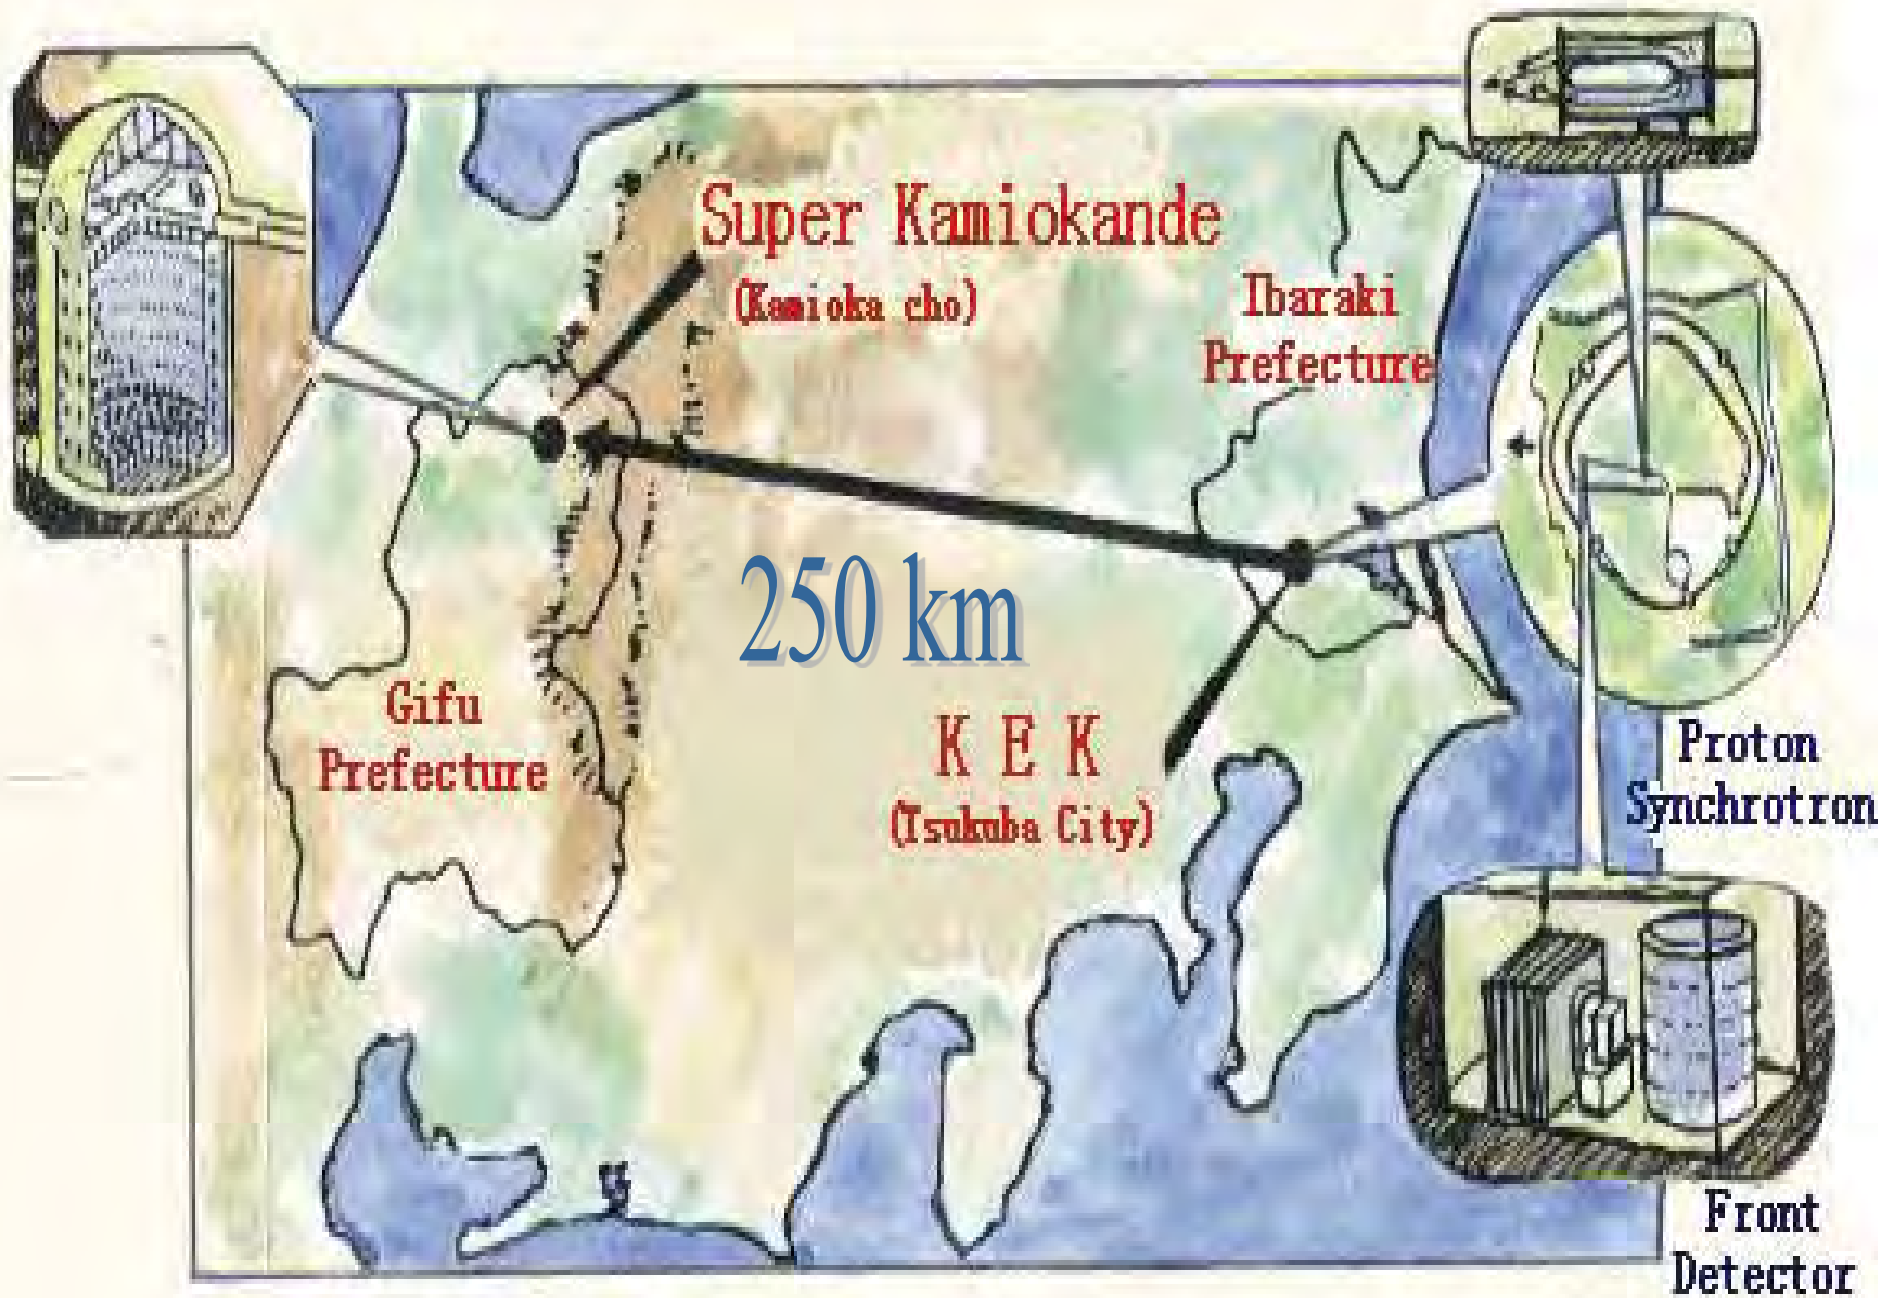 Super Kamiokande
(Kamioka cho)
Ibaraki
Prefecture
250 km
Gifu
Prefecture
K E K
(Tsukuba City)
Proton
Synchrotron
Front
Detector